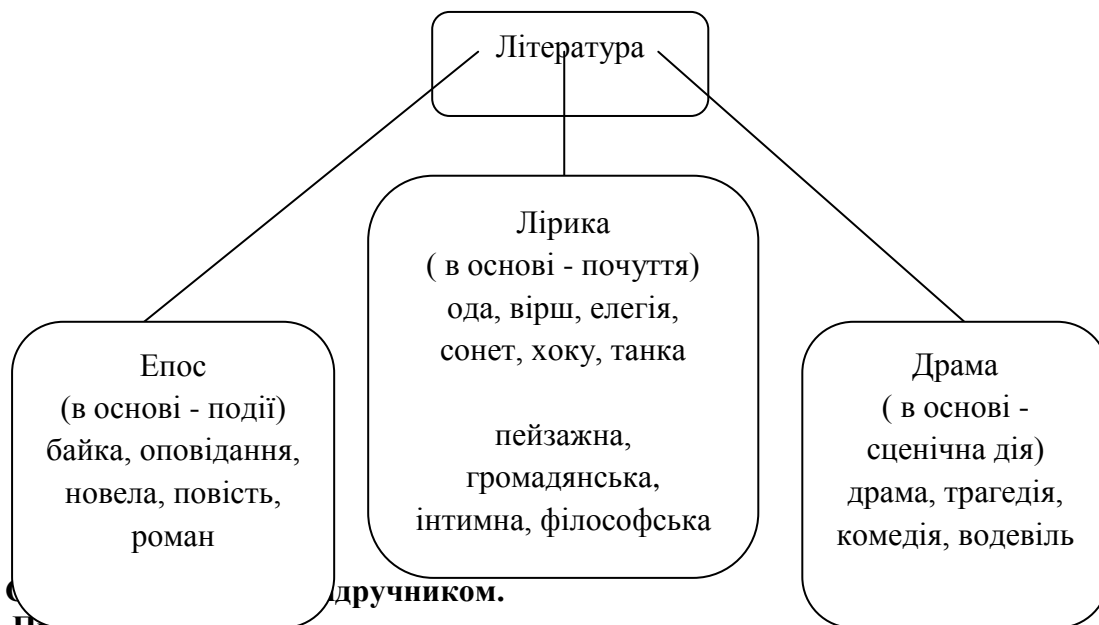 Література
Лірика
( в основі - почуття)
ода, вірш, елегія,
сонет, хоку, танка
пейзажна,
громадянська,
інтимна, філософська
Епос
(в основі - події)
байка, оповідання,
новела, повість,
роман
Драма
( в основі -
сценічна дія)
драма, трагедія,
комедія, водевіль